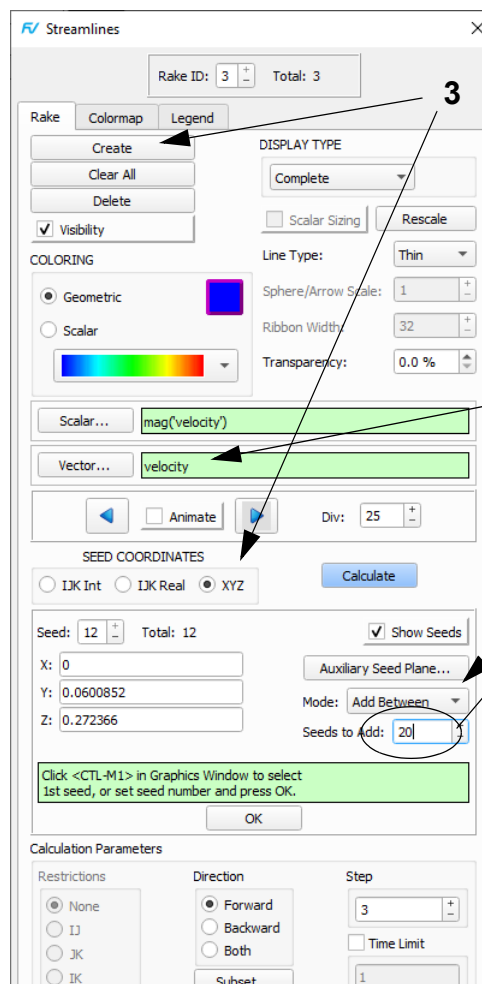 FV Streamlines
Rake ID: 3 Total: 3
3
Rake Colormap Legend
Create
Clear All
Delete
Visibility
DISPLAY TYPE
Complete
Scalar Sizing Rescale
COLORING
Geometric
Scalar
Line Type: Thin
Sphere/Arrow Scale: 1
Ribbon Width: 32
Transparency: 0.0 %
Scalar... mag('velocity')
Vector... velocity
Animate Div: 25
SEED COORDINATES
IJK Int IJK Real XYZ Calculate
Seed: 12 Total: 12 Show Seeds
X: 0
Y: 0.0600852
Z: 0.272366
Auxiliary Seed Plane...
Mode: Add Between
Seeds to Add: 20
Click <CTL-M1> in Graphics Window to select
1st seed, or set seed number and press OK.
OK
Calculation Parameters
Restrictions
None
IJ
JK
IK
Direction
Forward
Backward
Both
Subset...
Step
3
Time Limit
1